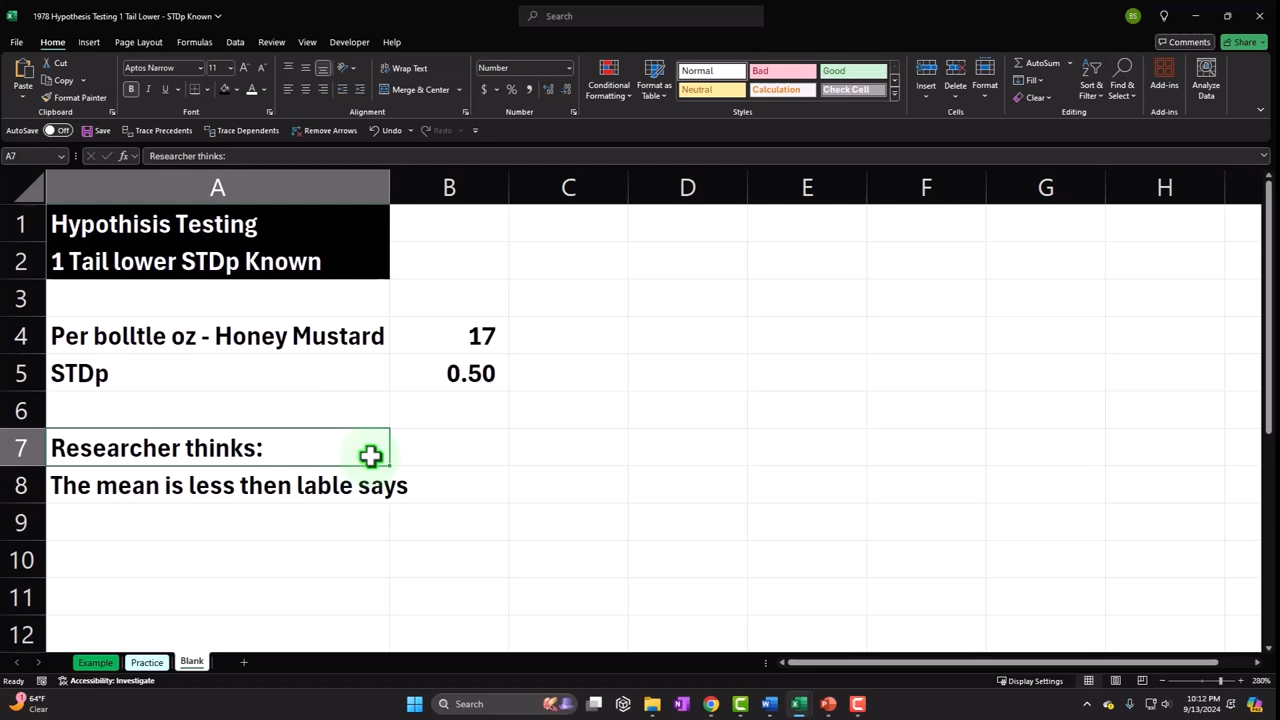 1978 Hypothesis Testing 1 Tail Lower - STDp Known
Search
BS
File Home Insert Page Layout Formulas Data Review View Developer Help
Comments Share
Paste
Cut
Copy
Format Painter
Clipboard
Aptos Narrow 11
B I U
Font
Wrap Text
Merge & Center
Alignment
Number
$ % 9
Number
Conditional Formatting
Format as Table
Normal Bad Good
Neutral Calculation Check Cell
Styles
Insert Delete Format
Cells
AutoSum
Fill
Clear
Sort & Filter
Find & Select
Editing
Add-ins
Add-ins
Analyze Data
AutoSave Off Save Trace Precedents Trace Dependents Remove Arrows Undo Redo
A7 fx Researcher thinks:
A B C D E F G H
1 Hypothisis Testing
2 1 Tail lower STDp Known
3
4 Per bolltle oz - Honey Mustard 17
5 STDp 0.50
6
7 Researcher thinks:
8 The mean is less then lable says
9
10
11
12
Example Practice Blank
Ready Accessibility: Investigate Display Settings 280%
1 64°F
Clear
Search
10:12 PM
9/13/2024